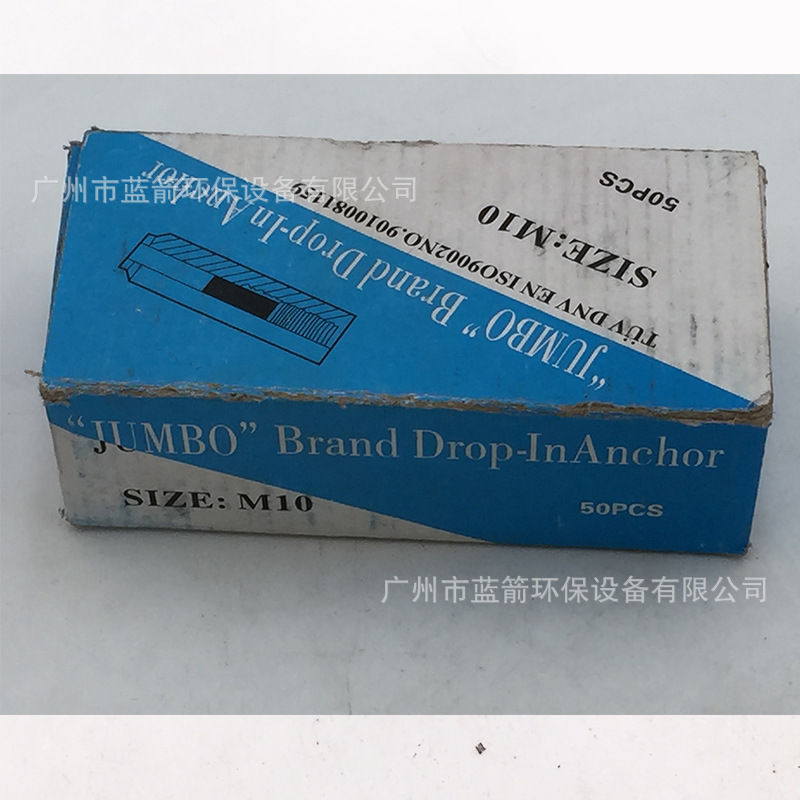 广州市蓝箭环保设备有限公司
50PCS
SIZE: M10
TÜV DNV EN ISO9002NO.9010081159
"JUMBO" Brand Drop-In Anchor
"JUMBO" Brand Drop-InAnchor
SIZE: M10
50PCS
广州市蓝箭环保设备有限公司